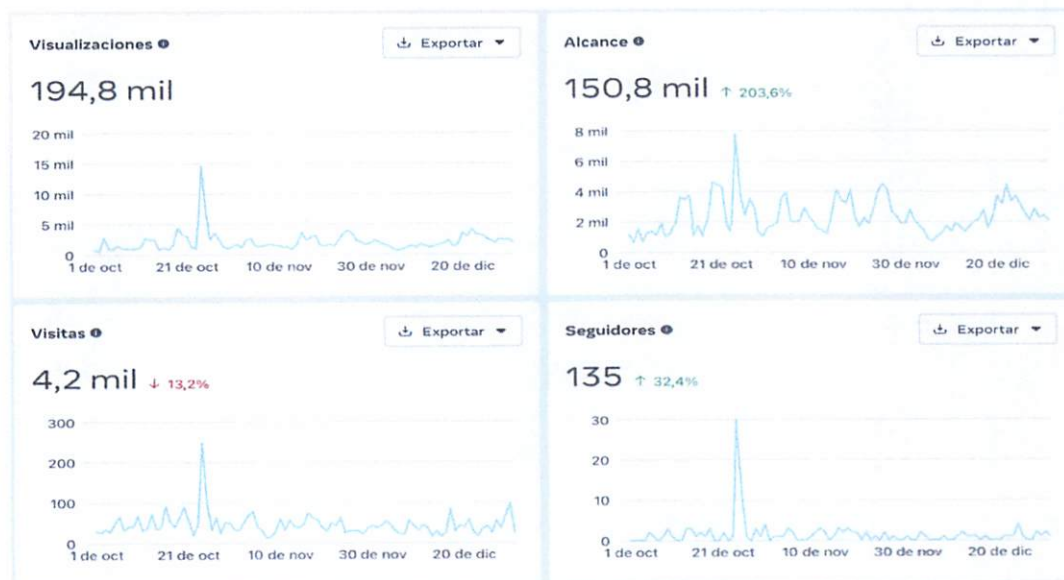 Visualizaciones
Exportar
194,8 mil
20 mil
15 mil
10 mil
5 mil
0
1 de oct
21 de oct
10 de nov
30 de nov
20 de dic
Alcance
Exportar
150,8 mil ↑ 203,6%
8 mil
6 mil
4 mil
2 mil
0
1 de oct
21 de oct
10 de nov
30 de nov
20 de dic
Visitas
Exportar
4,2 mil ↓ 13,2%
300
200
100
0
1 de oct
21 de oct
10 de nov
30 de nov
20 de dic
Seguidores
Exportar
135 ↑ 32,4%
30
20
10
0
1 de oct
21 de oct
10 de nov
30 de nov
20 de dic